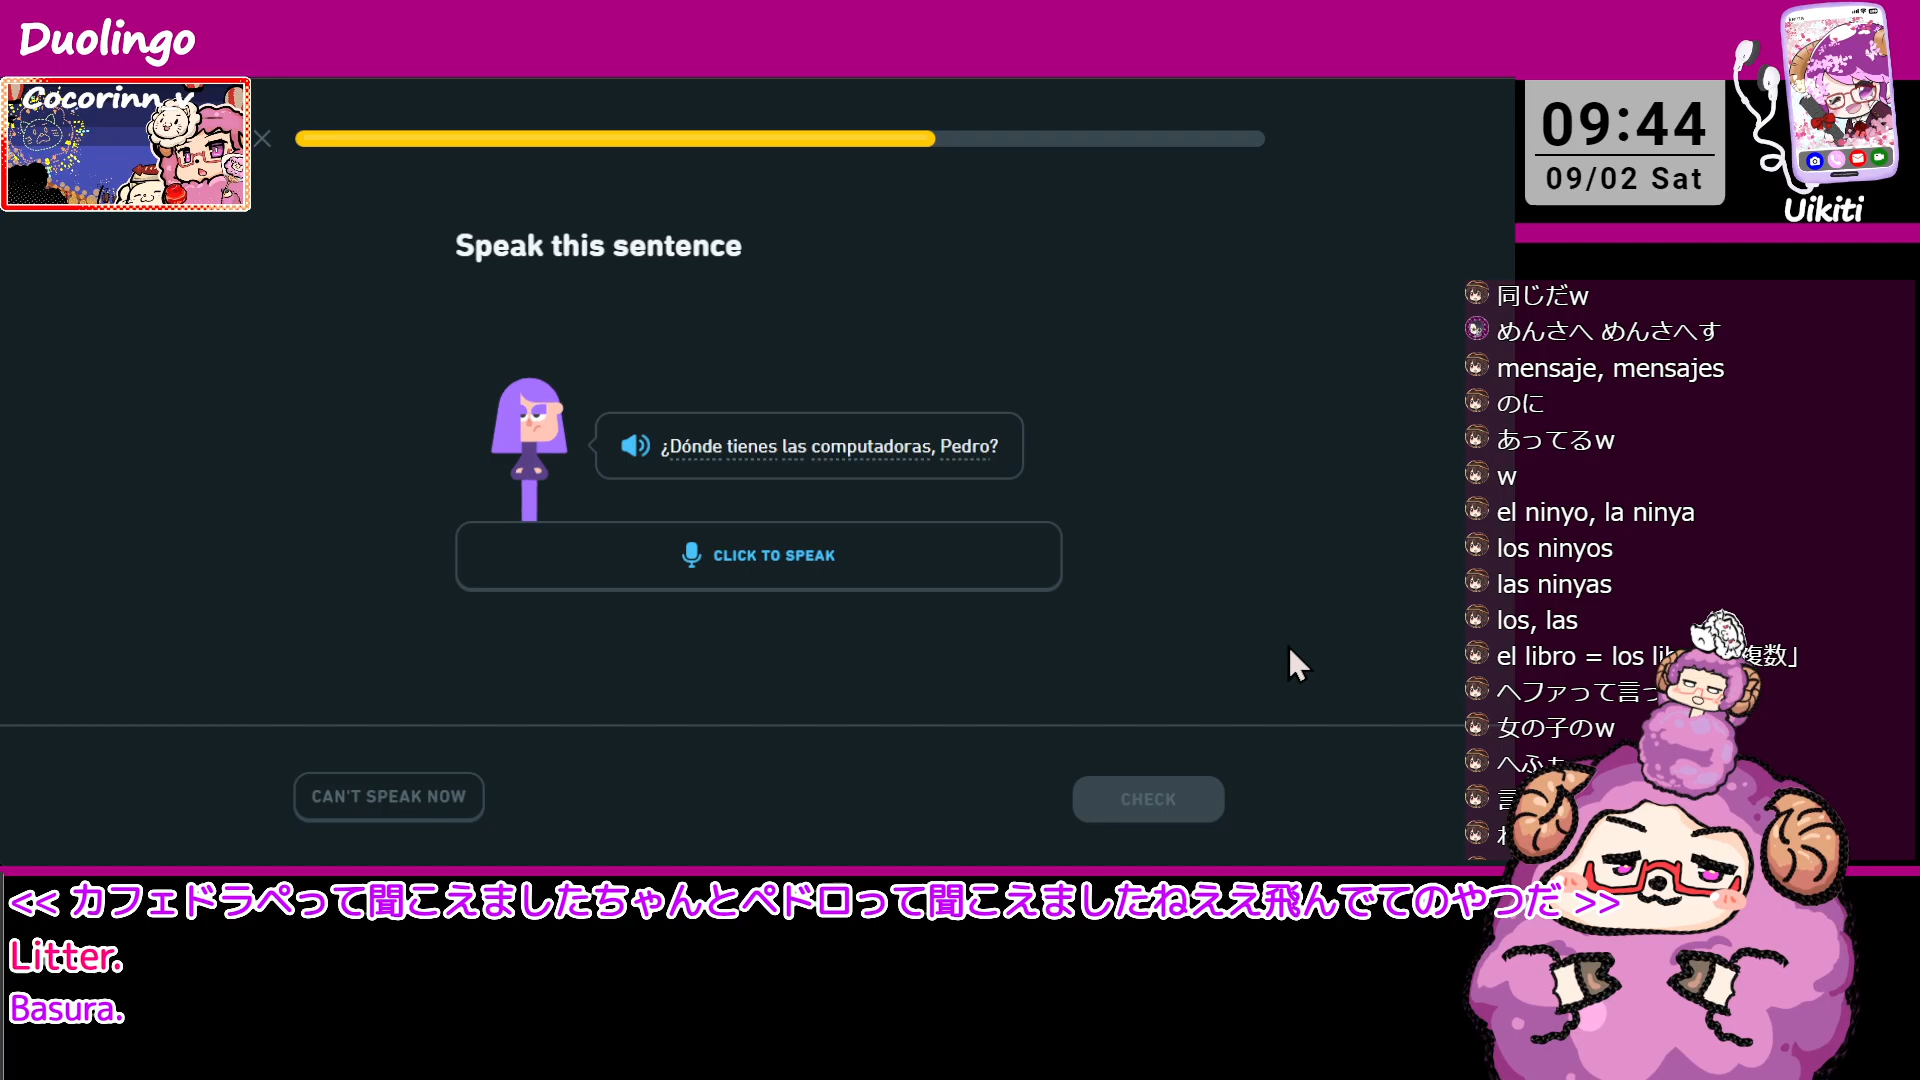 Duolingo
Cocorinn_v
Speak this sentence
¿Dónde tienes las computadoras, Pedro?
CLICK TO SPEAK
CAN'T SPEAK NOW
CHECK
09:44
09/02 Sat
Uikiti
同じだw
めんさへ めんさへす
mensaje, mensajes
のに
あってるw
w
el ninyo, la ninya
los ninyos
las ninyas
los, las
el libro = los 複数」
ヘファって言っ
女の子のw
へふぁ
<< カフェドラペって聞こえましたちゃんとペドロって聞こえましたねええ飛んでてのやつだ >>
Litter.
Basura.